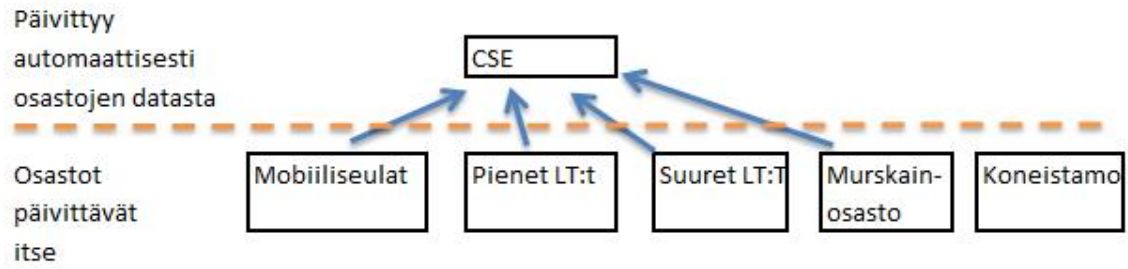 Päivittyy
automaattisesti
osastojen datasta
CSE
Osastot
päivittävät
itse
Mobiiliseulat
Pienet LT:t
Suuret LT:T
Murskain-
osasto
Koneistamo